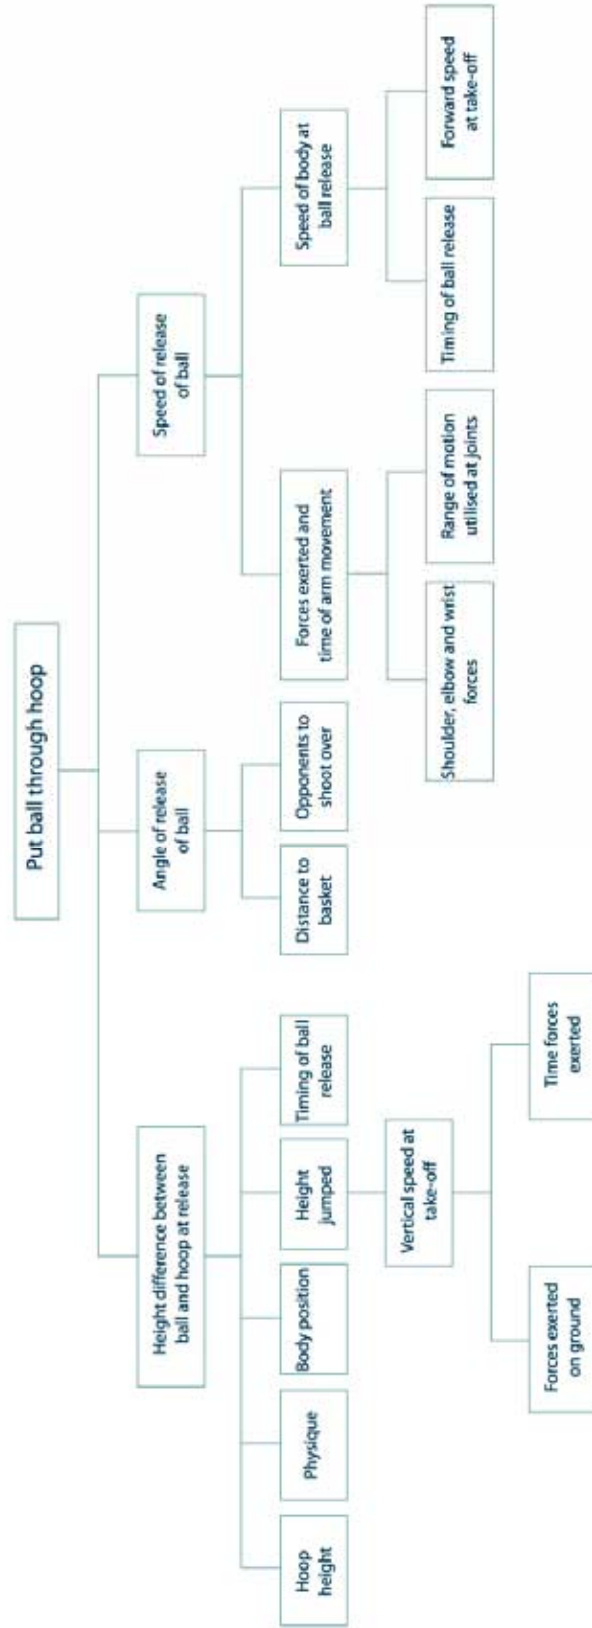 Put ball through hoop
Height difference between
ball and hoop at release
Angle of release
of ball
Speed of release
of ball
Hoop
height
Physique
Body position
Height
jumped
Timing of ball
release
Distance to
basket
Opponents to
shoot over
Forces exerted and
time of arm movement
Speed of body at
ball release
Vertical speed at
take-off
Shoulder, elbow and wrist
forces
Range of motion
utilised at joints
Timing of ball release
Forward speed
at take-off
Forces exerted
on ground
Time forces
exerted